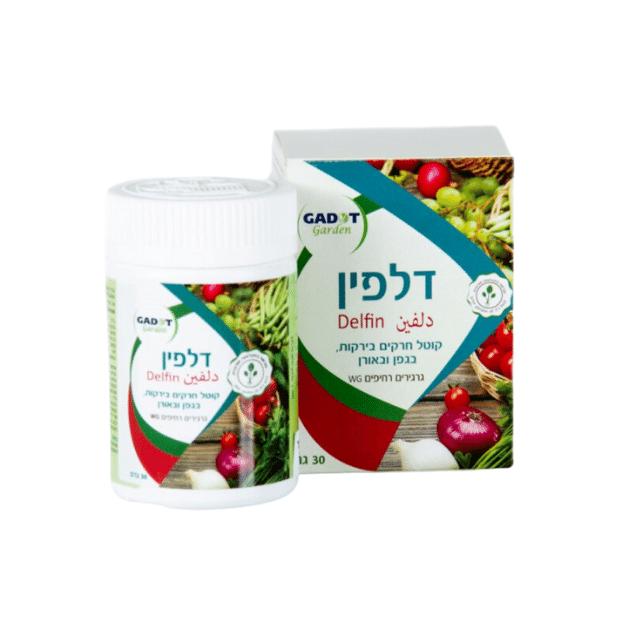 GADOT
Garden
דלפין
Delfin دلفين
קוטל חרקים בירקות,
בגפן ובאורן
גרגירים רחיפים WG
30 גרם
GADOT
Garden
דלפין
Delfin دلفين
קוטל חרקים בירקות,
בגפן ובאורן
גרגירים רחיפים WG
30